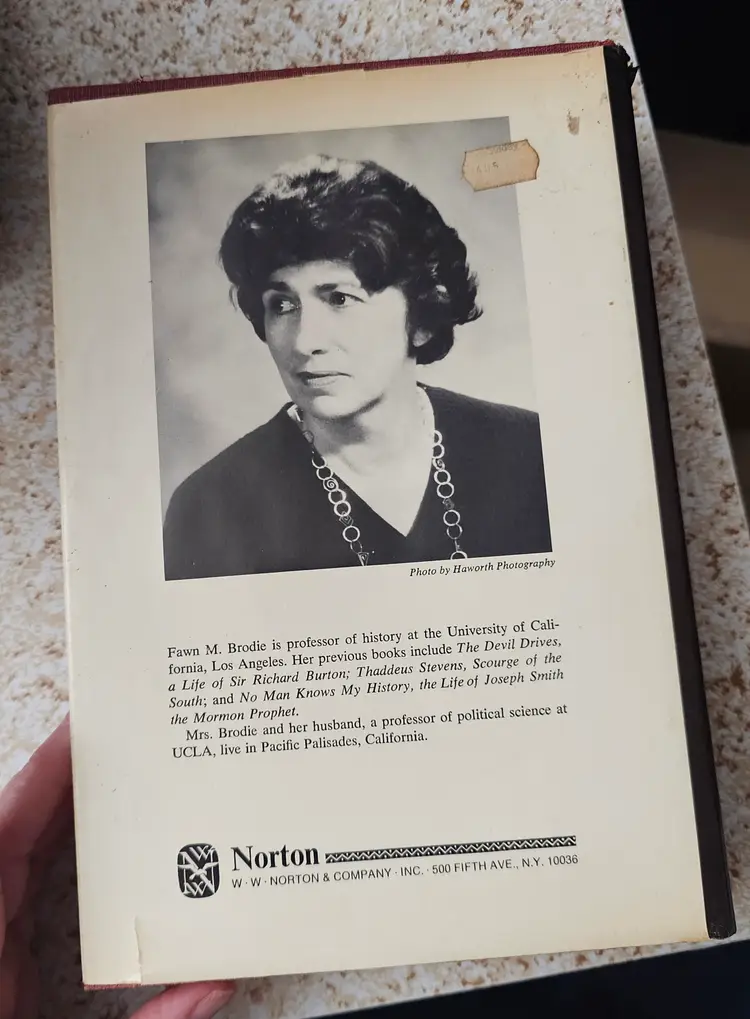 Photo by Haworth Photography
Fawn M. Brodie is professor of history at the University of Cali-
fornia, Los Angeles. Her previous books include The Devil Drives,
a Life of Sir Richard Burton; Thaddeus Stevens, Scourge of the
South; and No Man Knows My History, the Life of Joseph Smith
the Mormon Prophet.
Mrs. Brodie and her husband, a professor of political science at
UCLA, live in Pacific Palisades, California.
Norton
W · W · NORTON & COMPANY · INC. · 500 FIFTH AVE., N.Y. 10036